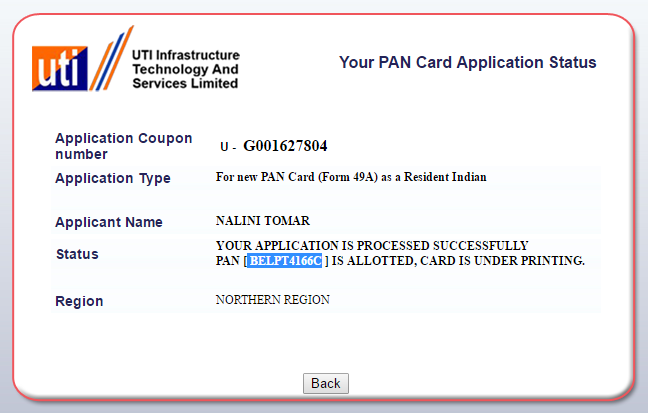 uti
UTI Infrastructure
Technology And
Services Limited
Your PAN Card Application Status
Application Coupon
number
U - G001627804
Application Type
For new PAN Card (Form 49A) as a Resident Indian
Applicant Name
NALINI TOMAR
Status
YOUR APPLICATION IS PROCESSED SUCCESSFULLY
PAN [ BELPT4166C ] IS ALLOTTED, CARD IS UNDER PRINTING.
Region
NORTHERN REGION
Back